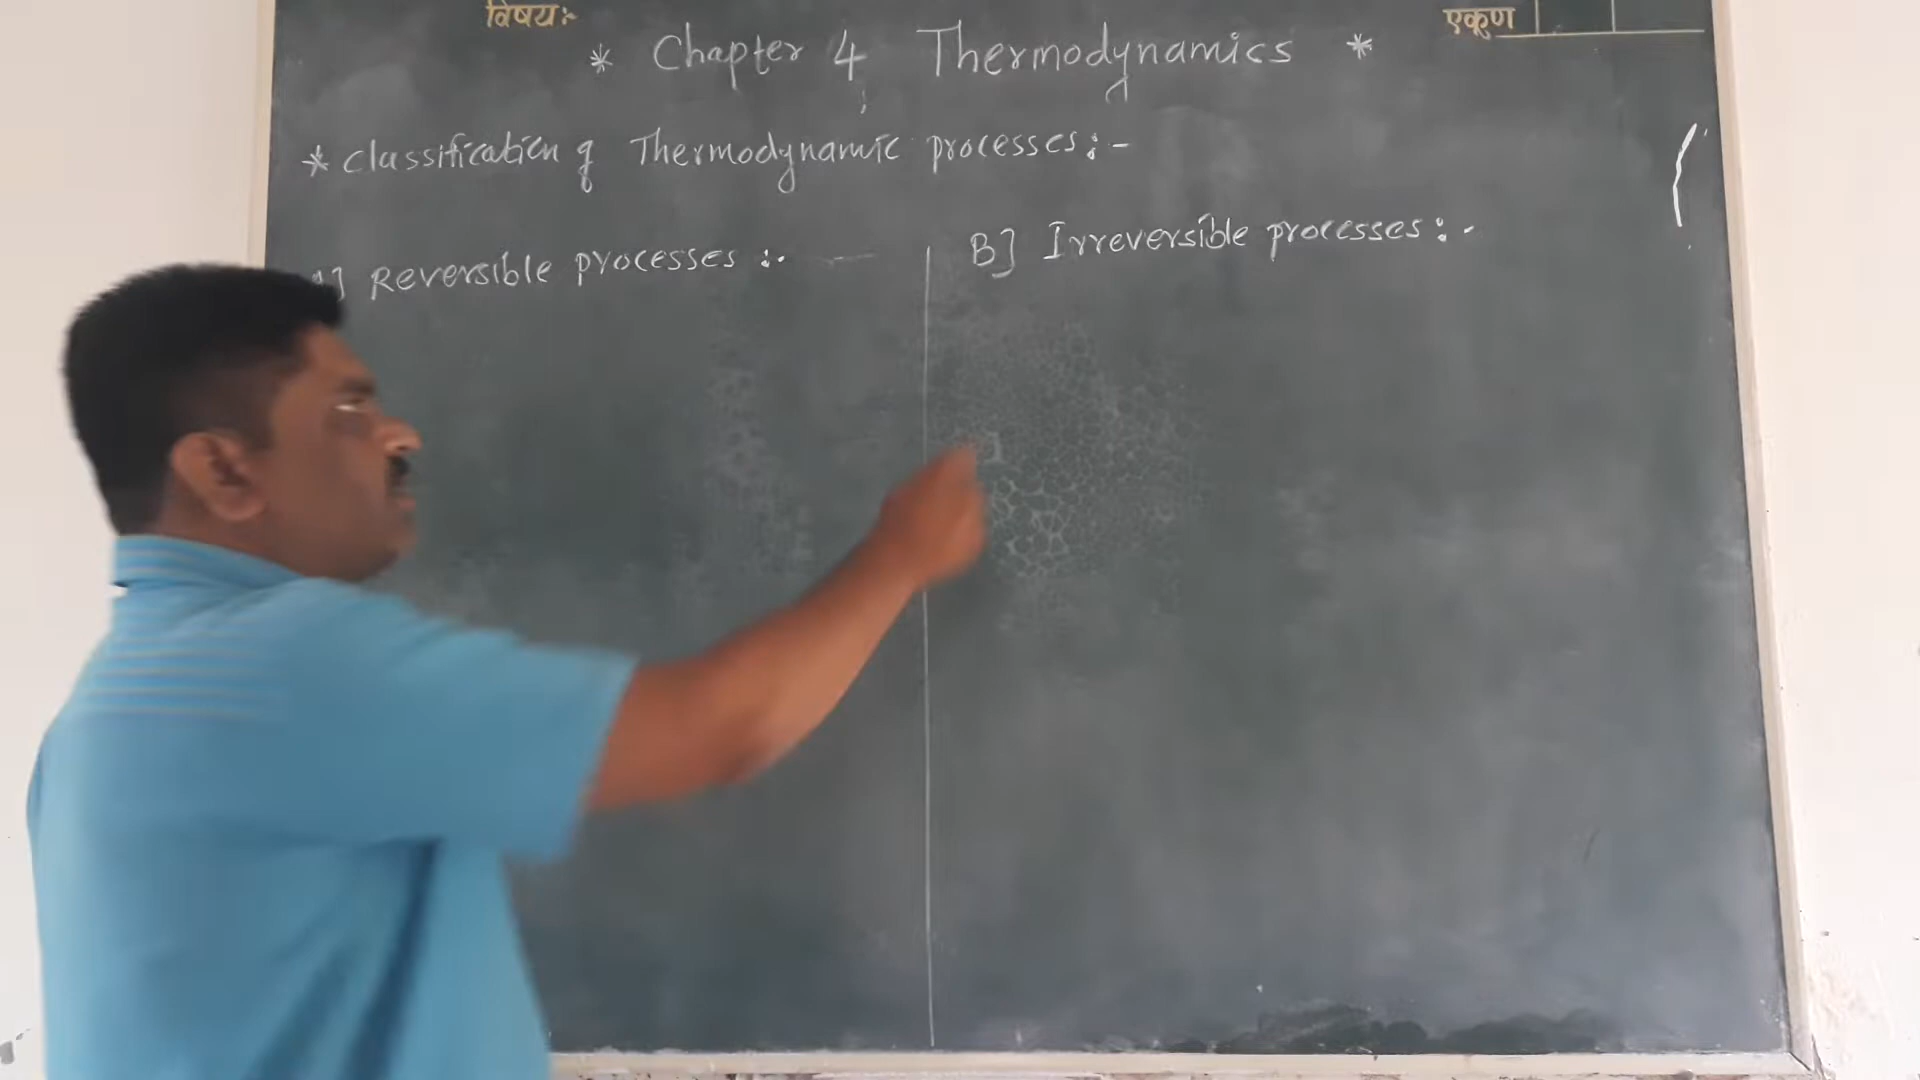 विषय:-
एकूण
* Chapter 4 Thermodynamics *
* classification of Thermodynamic processes:-
A] Reversible processes :-
B] Irreversible processes :-